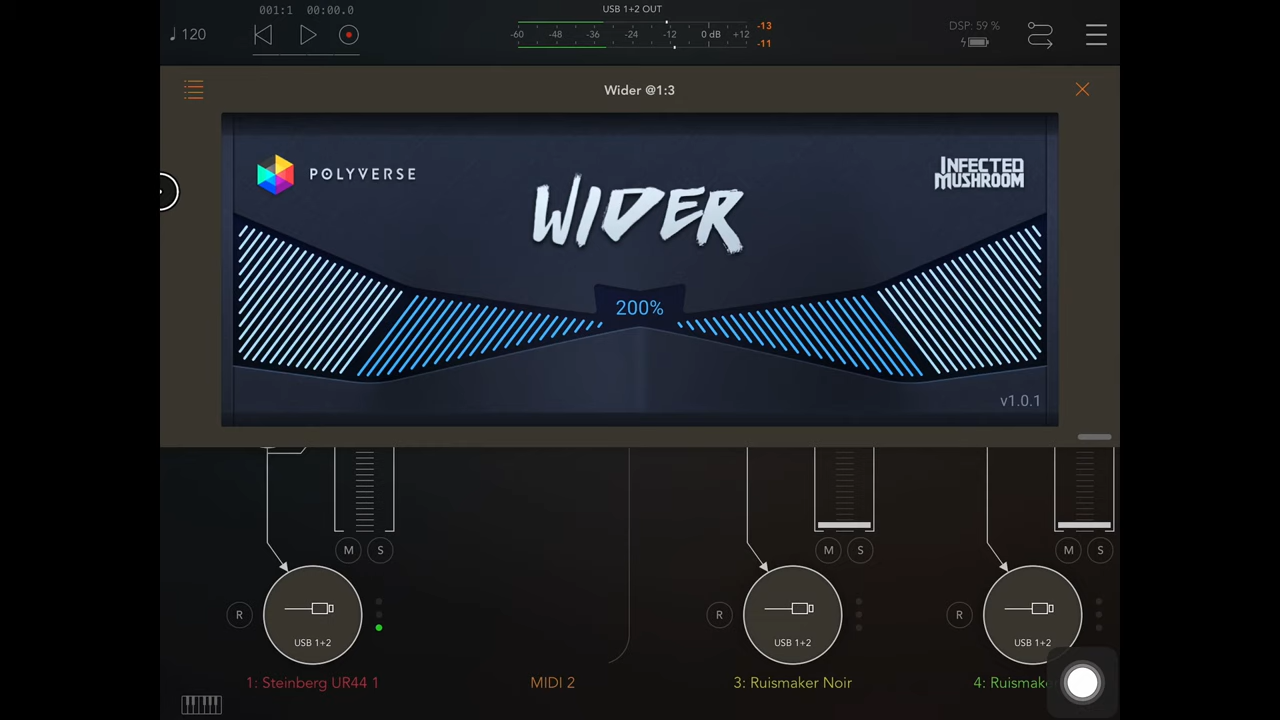 001:1 00:00.0
USB 1+2 OUT
♩120
-60 -48 -36 -24 -12 0 dB +12
-13
-11
DSP: 59 %
Wider @1:3
POLYVERSE
INFECTED
MUSHROOM
WIDER
200%
v1.0.1
M S
M S
M S
R
USB 1+2
R
USB 1+2
R
USB 1+2
1: Steinberg UR44 1
MIDI 2
3: Ruismaker Noir
4: Ruismake